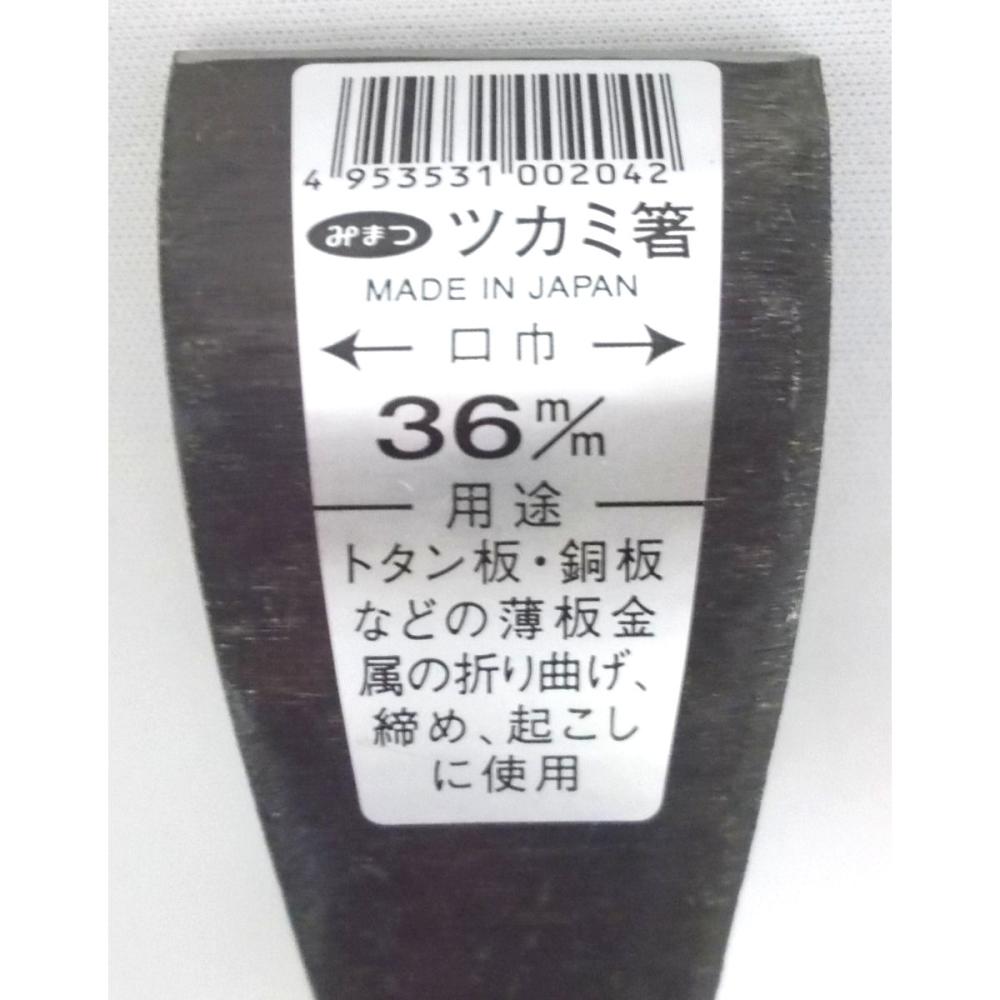 4 953531 002042
みまつ ツカミ箸
MADE IN JAPAN
← 口巾 →
36 m/m
用途
トタン板・銅板
などの薄板金
属の折り曲げ、
締め、起こし
に使用